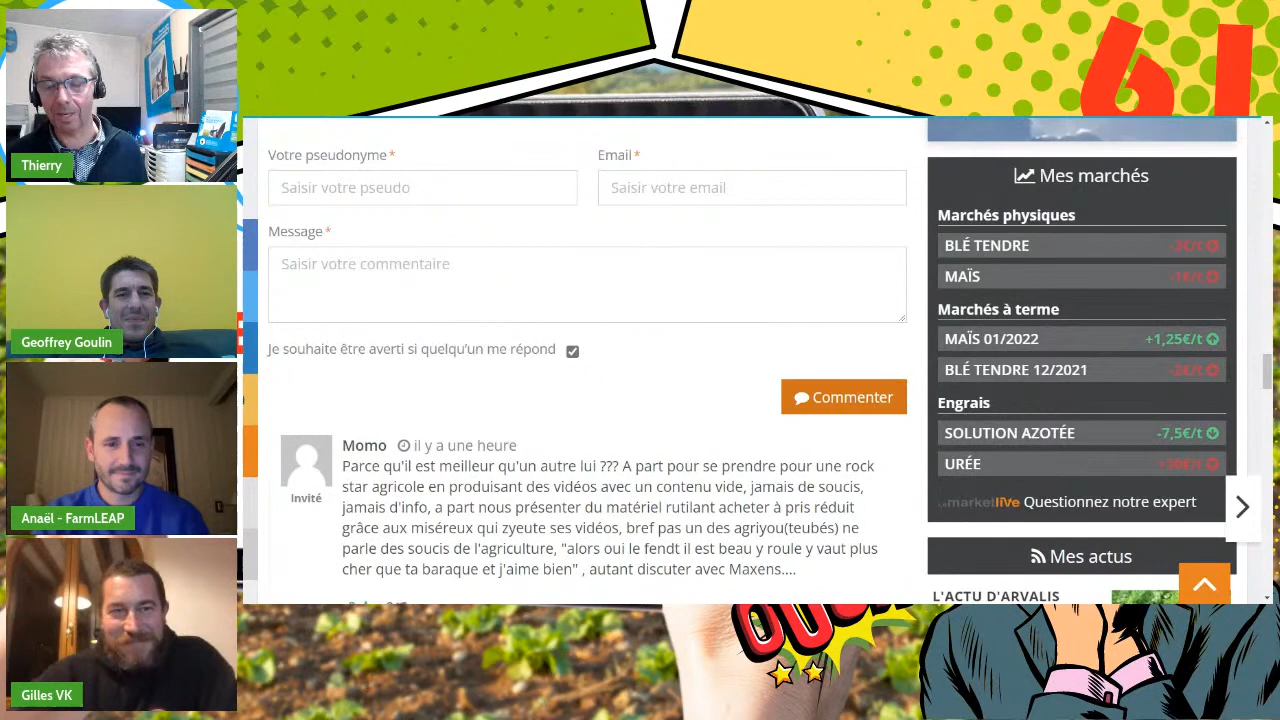 Thierry
Geoffrey Goulin
Anaël - FarmLEAP
Gilles VK
61
Votre pseudonyme*
Email*
Saisir votre pseudo
Saisir votre email
Message*
Saisir votre commentaire
Je souhaite être averti si quelqu'un me répond
Commenter
Momo il y a une heure
Invité
Parce qu'il est meilleur qu'un autre lui ??? A part pour se prendre pour une rock
star agricole en produisant des vidéos avec un contenu vide, jamais de soucis,
jamais d'info, a part nous présenter du matériel rutilant acheter à pris réduit
grâce aux miséreux qui zyeute ses vidéos, bref pas un des agriyou(teubés) ne
parle des soucis de l'agriculture, "alors oui le fendt il est beau y roule y vaut plus
cher que ta baraque et j'aime bien" , autant discuter avec Maxens....
Mes marchés
Marchés physiques
BLÉ TENDRE -3€/t
MAÏS -1€/t
Marchés à terme
MAÏS 01/2022 +1,25€/t
BLÉ TENDRE 12/2021 -2€/t
Engrais
SOLUTION AZOTÉE -7,5€/t
URÉE
marketlive Questionnez notre expert
Mes actus
L'ACTU D'ARVALIS